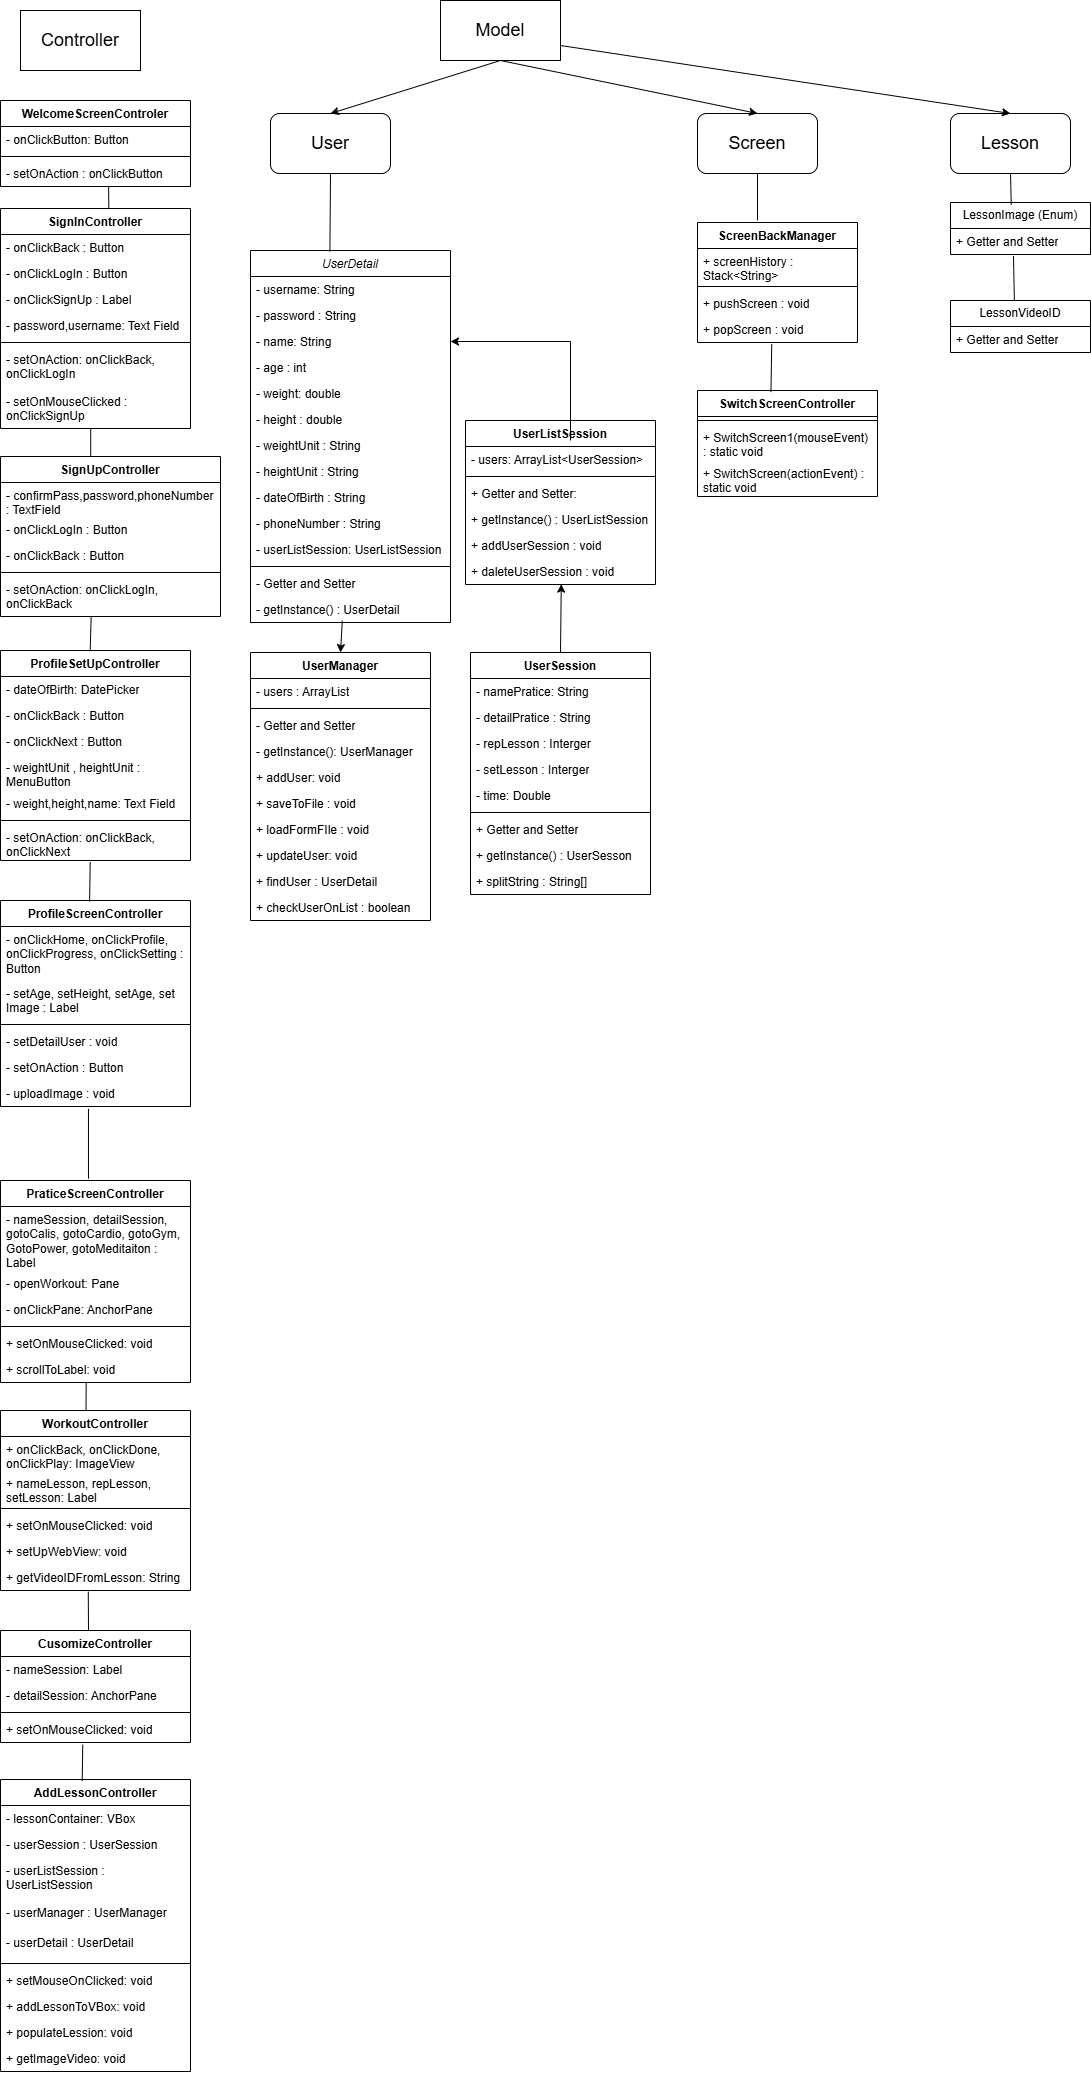 Controller
WelcomeScreenControler
- onClickButton: Button
- setOnAction : onClickButton
SignInController
- onClickBack : Button
- onClickLogIn : Button
- onClickSignUp : Label
- password,username: Text Field
- setOnAction: onClickBack,
onClickLogIn
- setOnMouseClicked :
onClickSignUp
SignUpController
- confirmPass,password,phoneNumber
: TextField
- onClickLogIn : Button
- onClickBack : Button
- setOnAction: onClickLogIn,
onClickBack
ProfileSetUpController
- dateOfBirth: DatePicker
- onClickBack : Button
- onClickNext : Button
- weightUnit , heightUnit :
MenuButton
- weight,height,name: Text Field
- setOnAction: onClickBack,
onClickNext
ProfileScreenController
- onClickHome, onClickProfile,
onClickProgress, onClickSetting :
Button
- setAge, setHeight, setAge, set
Image : Label
- setDetailUser : void
- setOnAction : Button
- uploadImage : void
PraticeScreenController
- nameSession, detailSession,
gotoCalis, gotoCardio, gotoGym,
GotoPower, gotoMeditaiton :
Label
- openWorkout: Pane
- onClickPane: AnchorPane
+ setOnMouseClicked: void
+ scrollToLabel: void
WorkoutController
+ onClickBack, onClickDone,
onClickPlay: ImageView
+ nameLesson, repLesson,
setLesson: Label
+ setOnMouseClicked: void
+ setUpWebView: void
+ getVideoIDFromLesson: String
CusomizeController
- nameSession: Label
- detailSession: AnchorPane
+ setOnMouseClicked: void
AddLessonController
- lessonContainer: VBox
- userSession : UserSession
- userListSession :
UserListSession
- userManager : UserManager
- userDetail : UserDetail
+ setMouseOnClicked: void
+ addLessonToVBox: void
+ populateLession: void
+ getImageVideo: void
Model
User
UserDetail
- username: String
- password : String
- name: String
- age : int
- weight: double
- height : double
- weightUnit : String
- heightUnit : String
- dateOfBirth : String
- phoneNumber : String
- userListSession: UserListSession
- Getter and Setter
- getInstance() : UserDetail
UserManager
- users : ArrayList
- Getter and Setter
- getInstance(): UserManager
+ addUser: void
+ saveToFile : void
+ loadFormFIle : void
+ updateUser: void
+ findUser : UserDetail
+ checkUserOnList : boolean
UserListSession
- users: ArrayList<UserSession>
+ Getter and Setter:
+ getInstance() : UserListSession
+ addUserSession : void
+ daleteUserSession : void
UserSession
- namePratice: String
- detailPratice : String
- repLesson : Interger
- setLesson : Interger
- time: Double
+ Getter and Setter
+ getInstance() : UserSesson
+ splitString : String[]
Screen
ScreenBackManager
+ screenHistory :
Stack<String>
+ pushScreen : void
+ popScreen : void
SwitchScreenController
+ SwitchScreen1(mouseEvent)
: static void
+ SwitchScreen(actionEvent) :
static void
Lesson
LessonImage (Enum)
+ Getter and Setter
LessonVideoID
+ Getter and Setter